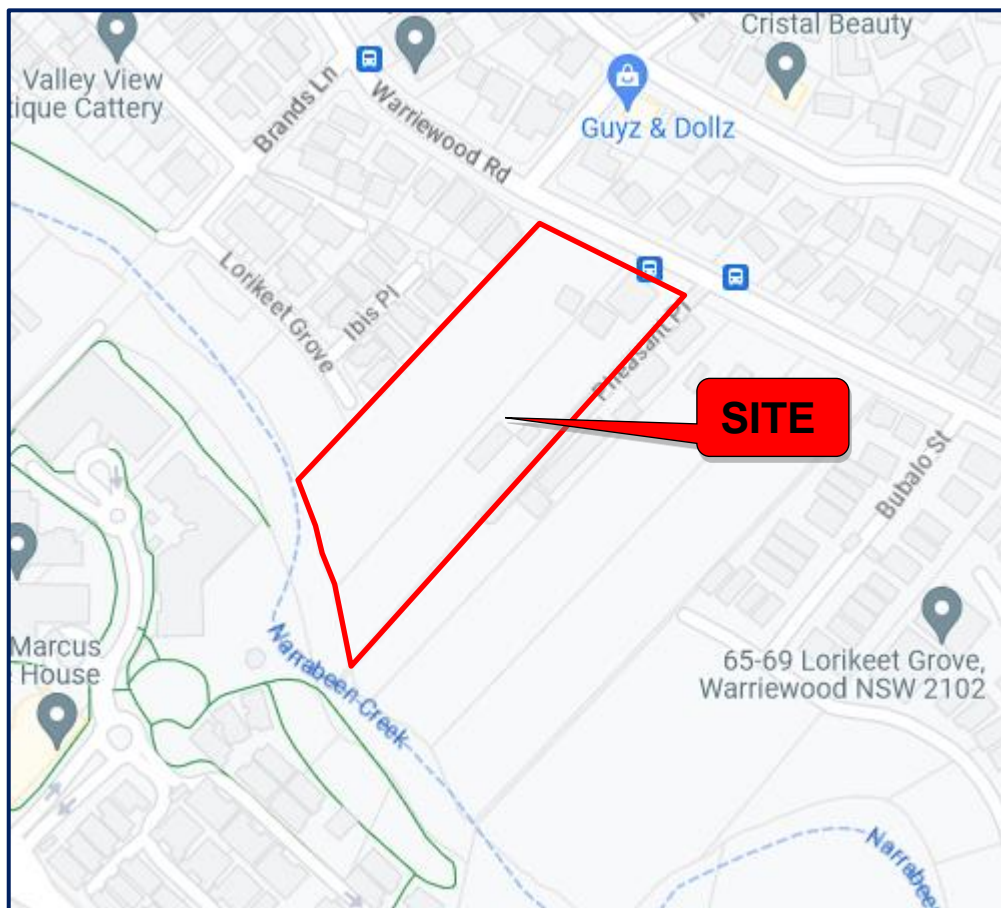 Cristal Beauty
Valley View
tique Cattery
Brands Ln
Warriewood Rd
Guyz & Dollz
Lorikeet Grove
Ibis Pl
Pheasant Pl
SITE
Bubalo St
Marcus
House
Narrabeen Creek
65-69 Lorikeet Grove,
Warriewood NSW 2102
Narrabee